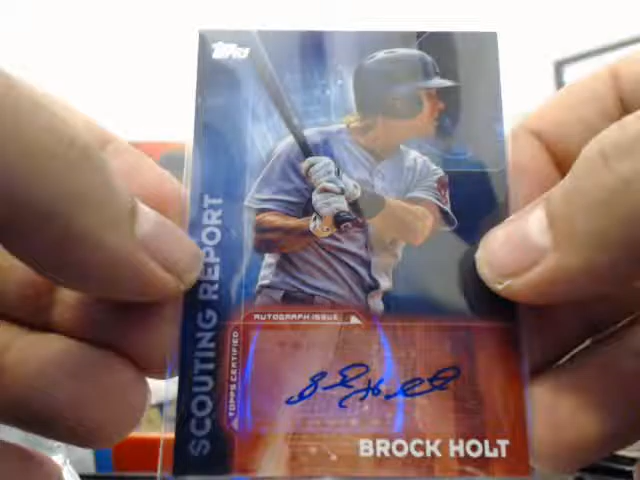 Topps
SCOUTING REPORT
AUTOGRAPH ISSUE
TOPPS CERTIFIED
BROCK HOLT